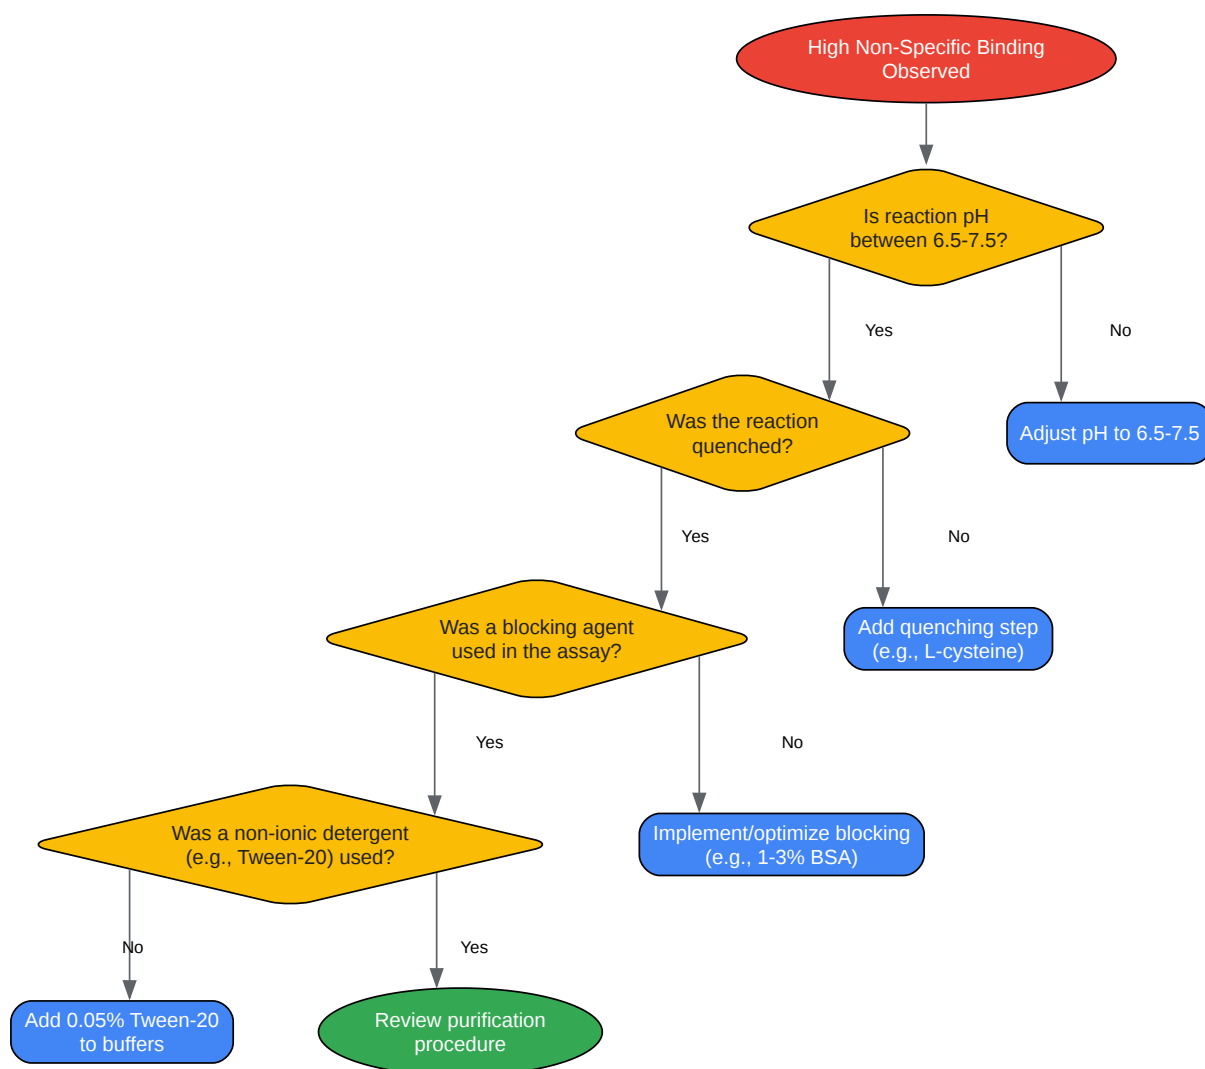 High Non-Specific Binding
Observed
Is reaction pH
between 6.5-7.5?
Yes
No
Was the reaction
quenched?
Adjust pH to 6.5-7.5
Yes
No
Was a blocking agent
used in the assay?
Add quenching step
(e.g., L-cysteine)
Yes
No
Was a non-ionic detergent
(e.g., Tween-20) used?
Implement/optimize blocking
(e.g., 1-3% BSA)
No
Yes
Add 0.05% Tween-20
to buffers
Review purification
procedure